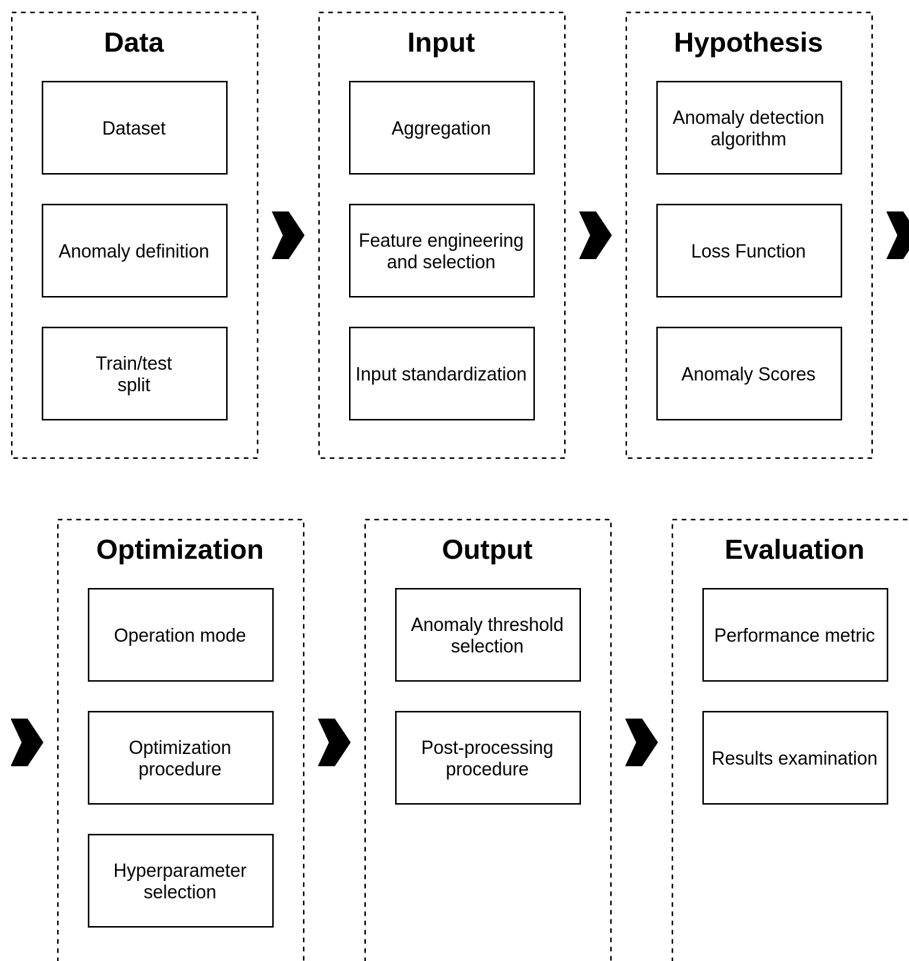 Data
Dataset
Anomaly definition
Train/test
split
Input
Aggregation
Feature engineering
and selection
Input standardization
Hypothesis
Anomaly detection
algorithm
Loss Function
Anomaly Scores
Optimization
Operation mode
Optimization
procedure
Hyperparameter
selection
Output
Anomaly threshold
selection
Post-processing
procedure
Evaluation
Performance metric
Results examination